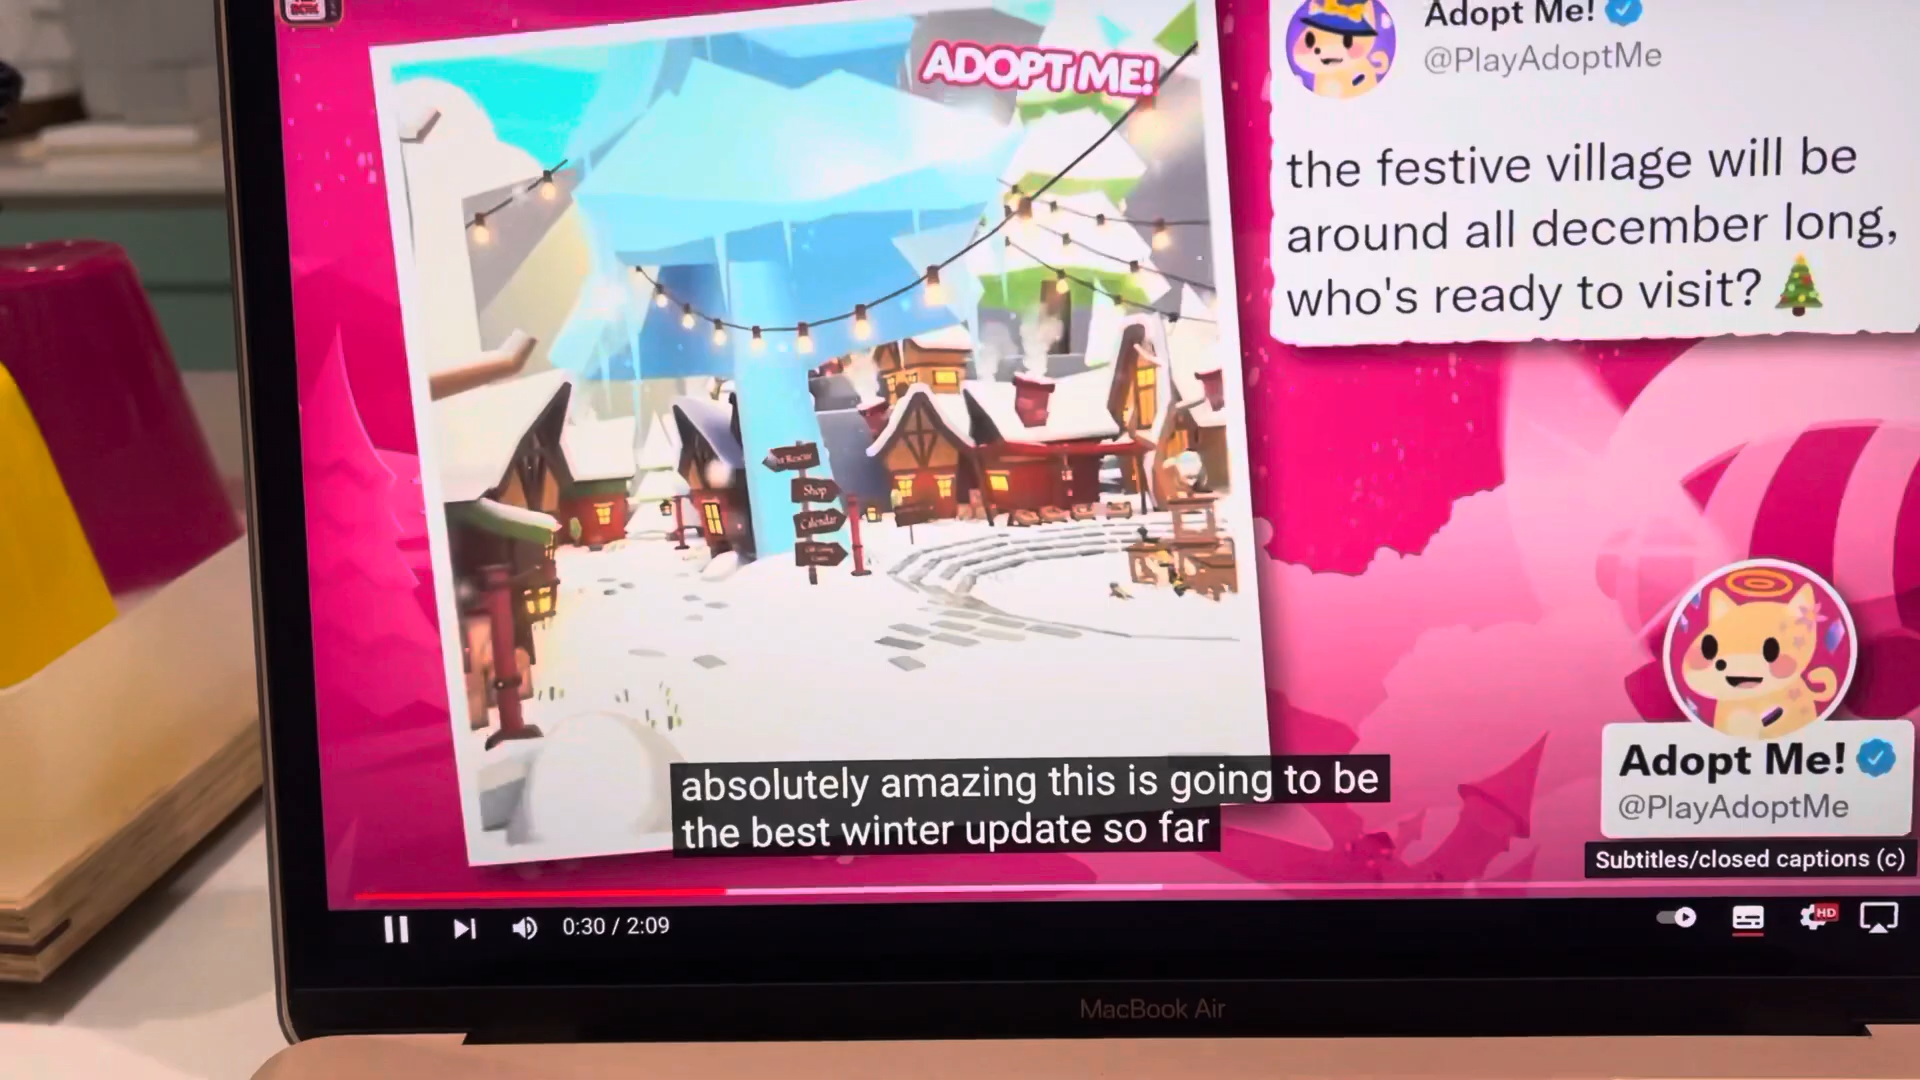 ADOPT ME!
Adopt Me!
@PlayAdoptMe
the festive village will be
around all december long,
who's ready to visit?
Shop
Calendar
absolutely amazing this is going to be
the best winter update so far
Adopt Me!
@PlayAdoptMe
Subtitles/closed captions (c)
0:30 / 2:09
HD
MacBook Air